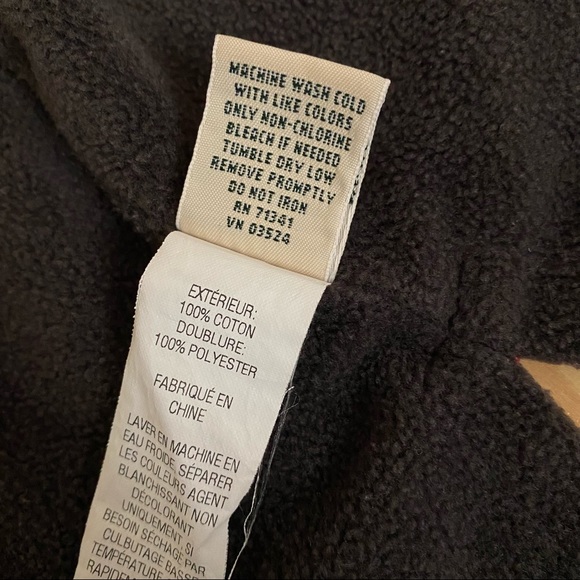 MACHINE WASH COLD
WITH LIKE COLORS
ONLY NON-CHLORINE
BLEACH IF NEEDED
TUMBLE DRY LOW
REMOVE PROMPTLY
DO NOT IRON
RN 71341
VN 03524
EXTÉRIEUR:
100% COTON
DOUBLURE:
100% POLYESTER
FABRIQUÉ EN
CHINE
LAVER EN MACHINE EN
EAU FROIDE, SÉPARER
LES COULEURS AGENT
BLANCHISSANT NON
DÉCOLORANT
UNIQUEMENT, SI
BESOIN SÉCHAGE PAR
CULBUTAGE BASSE
TEMPÉRATURE